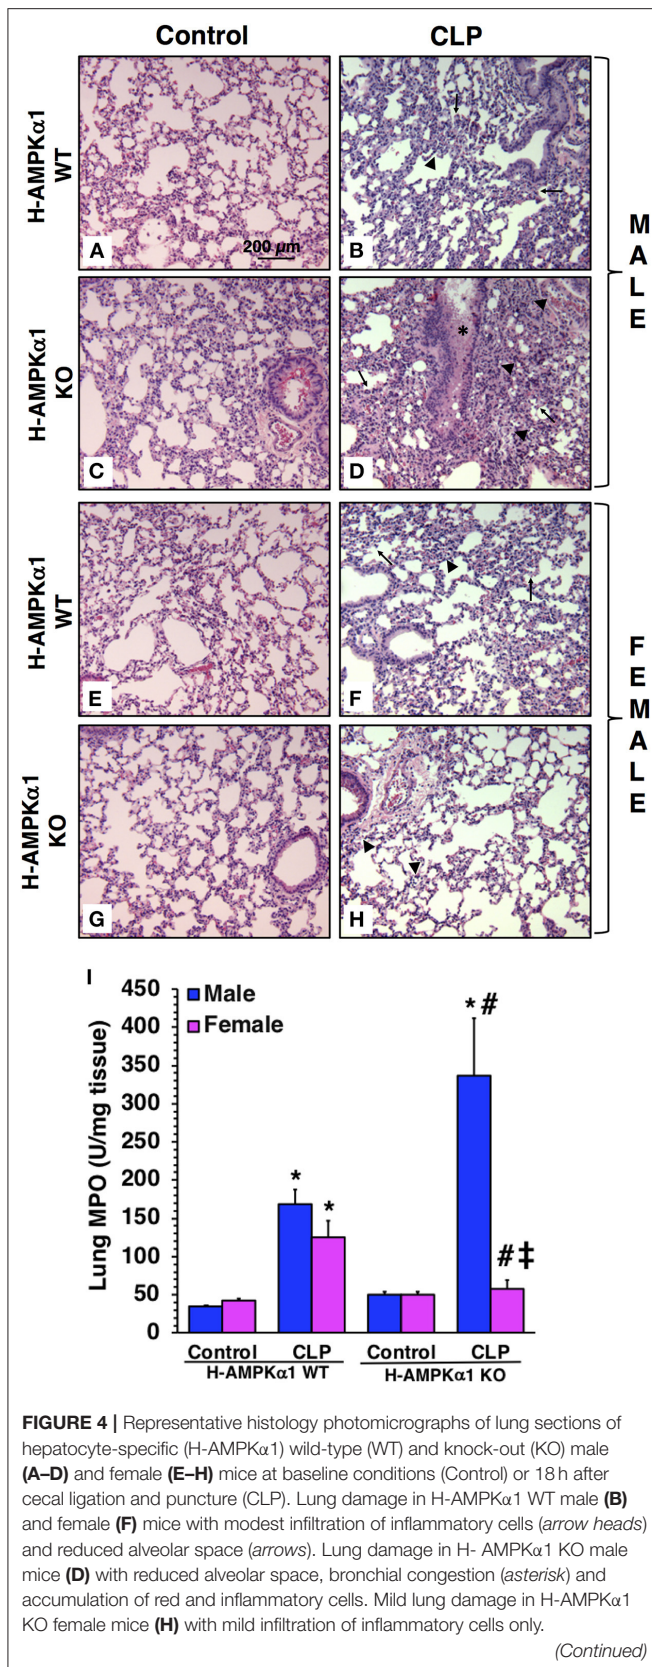 Control
CLP
H-AMPKα1
WT
A
200 µm
B
H-AMPKα1
KO
C
*
D
MALE
H-AMPKα1
WT
E
F
H-AMPKα1
KO
G
H
FEMALE
I
Lung MPO (U/mg tissue)
450
400
350
300
250
200
150
100
50
0
Male
Female
*
*
* #
# ‡
Control
CLP
Control
CLP
H-AMPKα1 WT
H-AMPKα1 KO
FIGURE 4 | Representative histology photomicrographs of lung sections of
hepatocyte-specific (H-AMPKα1) wild-type (WT) and knock-out (KO) male
(A–D) and female (E–H) mice at baseline conditions (Control) or 18 h after
cecal ligation and puncture (CLP). Lung damage in H-AMPKα1 WT male (B)
and female (F) mice with modest infiltration of inflammatory cells (arrow heads)
and reduced alveolar space (arrows). Lung damage in H- AMPKα1 KO male
mice (D) with reduced alveolar space, bronchial congestion (asterisk) and
accumulation of red and inflammatory cells. Mild lung damage in H-AMPKα1
KO female mice (H) with mild infiltration of inflammatory cells only.
(Continued)